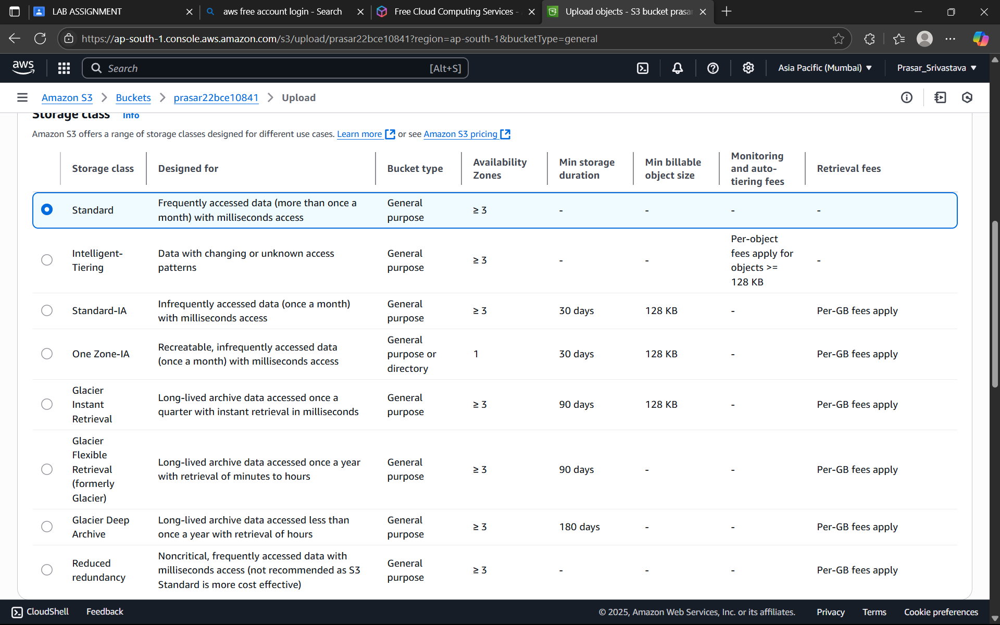 LAB ASSIGNMENT
aws free account login - Search
Free Cloud Computing Services -
Upload objects - S3 bucket prasar
https://ap-south-1.console.aws.amazon.com/s3/upload/prasar22bce10841?region=ap-south-1&bucketType=general
aws
Search
[Alt+S]
Asia Pacific (Mumbai)
Prasar_Srivastava
Amazon S3 > Buckets > prasar22bce10841 > Upload
Storage class Info
Amazon S3 offers a range of storage classes designed for different use cases. Learn more or see Amazon S3 pricing
Storage class
Designed for
Bucket type
Availability
Zones
Min storage
duration
Min billable
object size
Monitoring
and auto-
tiering fees
Retrieval fees
Standard
Frequently accessed data (more than once a
month) with milliseconds access
General
purpose
≥ 3
-
-
-
-
Intelligent-
Tiering
Data with changing or unknown access
patterns
General
purpose
≥ 3
-
-
Per-object
fees apply for
objects >=
128 KB
-
Standard-IA
Infrequently accessed data (once a month)
with milliseconds access
General
purpose
≥ 3
30 days
128 KB
-
Per-GB fees apply
One Zone-IA
Recreatable, infrequently accessed data
(once a month) with milliseconds access
General
purpose or
directory
1
30 days
128 KB
-
Per-GB fees apply
Glacier
Instant
Retrieval
Long-lived archive data accessed once a
quarter with instant retrieval in milliseconds
General
purpose
≥ 3
90 days
128 KB
-
Per-GB fees apply
Glacier
Flexible
Retrieval
(formerly
Glacier)
Long-lived archive data accessed once a year
with retrieval of minutes to hours
General
purpose
≥ 3
90 days
-
-
Per-GB fees apply
Glacier Deep
Archive
Long-lived archive data accessed less than
once a year with retrieval of hours
General
purpose
≥ 3
180 days
-
-
Per-GB fees apply
Reduced
redundancy
Noncritical, frequently accessed data with
milliseconds access (not recommended as S3
Standard is more cost effective)
General
purpose
≥ 3
-
-
-
Per-GB fees apply
CloudShell
Feedback
© 2025, Amazon Web Services, Inc. or its affiliates.
Privacy
Terms
Cookie preferences